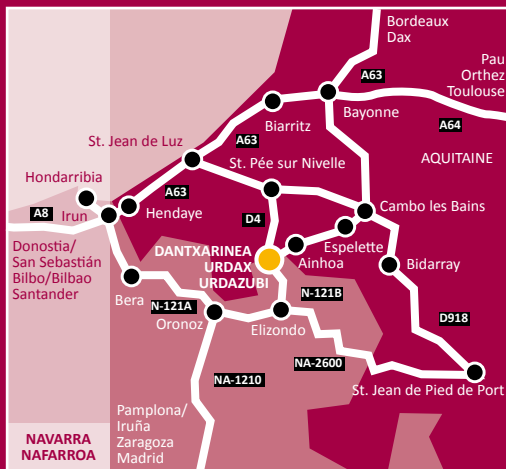 Bordeaux
Dax
Pau
Orthez
Toulouse
A63
Biarritz
Bayonne
A64
A63
St. Jean de Luz
St. Pée sur Nivelle
AQUITAINE
Hondarribia
A63
A8
Irun
Hendaye
D4
Cambo les Bains
Espelette
Ainhoa
Donostia/
San Sebastián
Bilbo/Bilbao
Santander
DANTXARINEA
URDAX
URDAZUBI
Bidarray
Bera
N-121A
N-121B
Oronoz
Elizondo
D918
NA-2600
NA-1210
St. Jean de Pied de Port
Pamplona/
Iruña
Zaragoza
Madrid
NAVARRA
NAFARROA